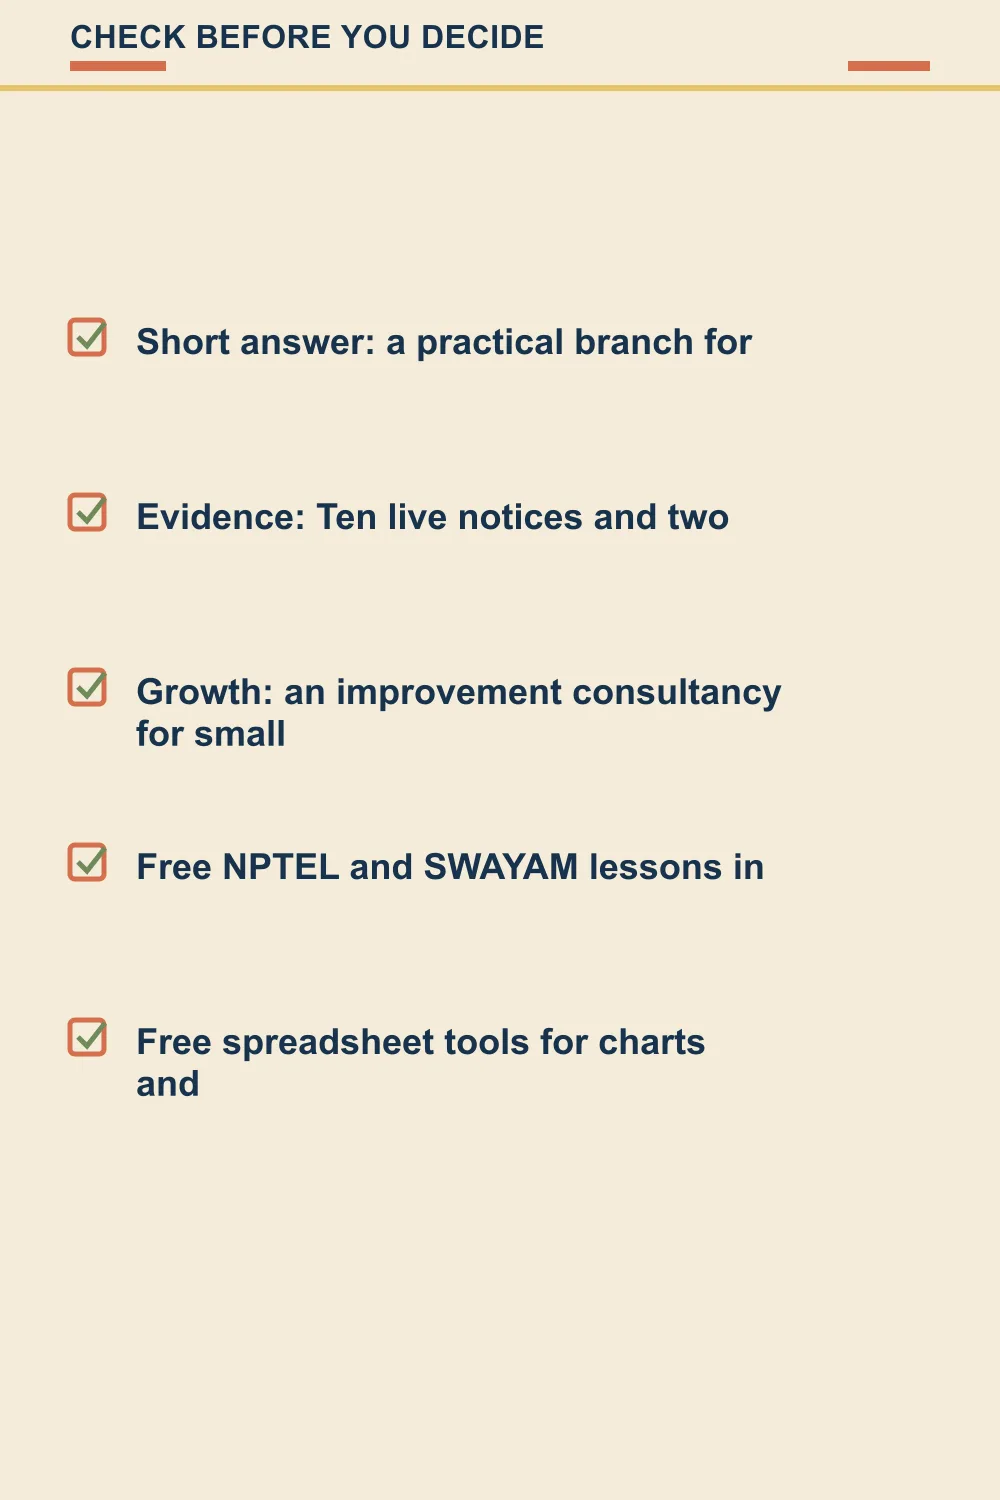 CHECK BEFORE YOU DECIDE
Short answer: a practical branch for
Evidence: Ten live notices and two
Growth: an improvement consultancy
for small
Free NPTEL and SWAYAM lessons in
Free spreadsheet tools for charts
and